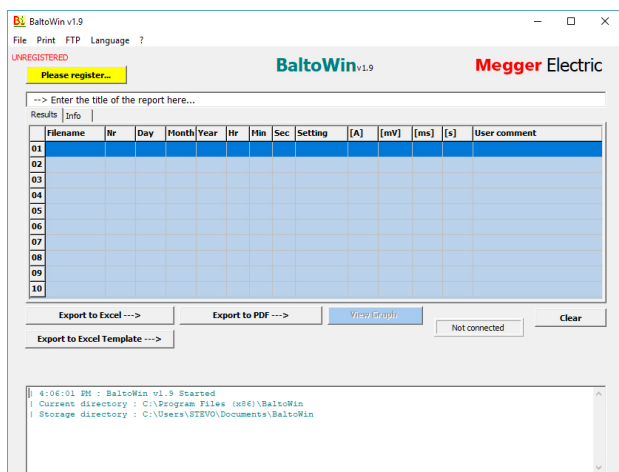 BaltoWin v1.9
File Print FTP Language ?
UNREGISTERED
Please register...
BaltoWin v1.9
Megger Electric
--> Enter the title of the report here...
Results Info
Filename Nr Day Month Year Hr Min Sec Setting [A] [mV] [ms] [s] User comment
01
02
03
04
05
06
07
08
09
10
Export to Excel --->
Export to PDF --->
View Graph
Not connected
Clear
Export to Excel Template --->
| 4:06:01 PM : BaltoWin v1.9 Started
| Current directory : C:\Program Files (x86)\BaltoWin
| Storage directory : C:\Users\STEVO\Documents\BaltoWin